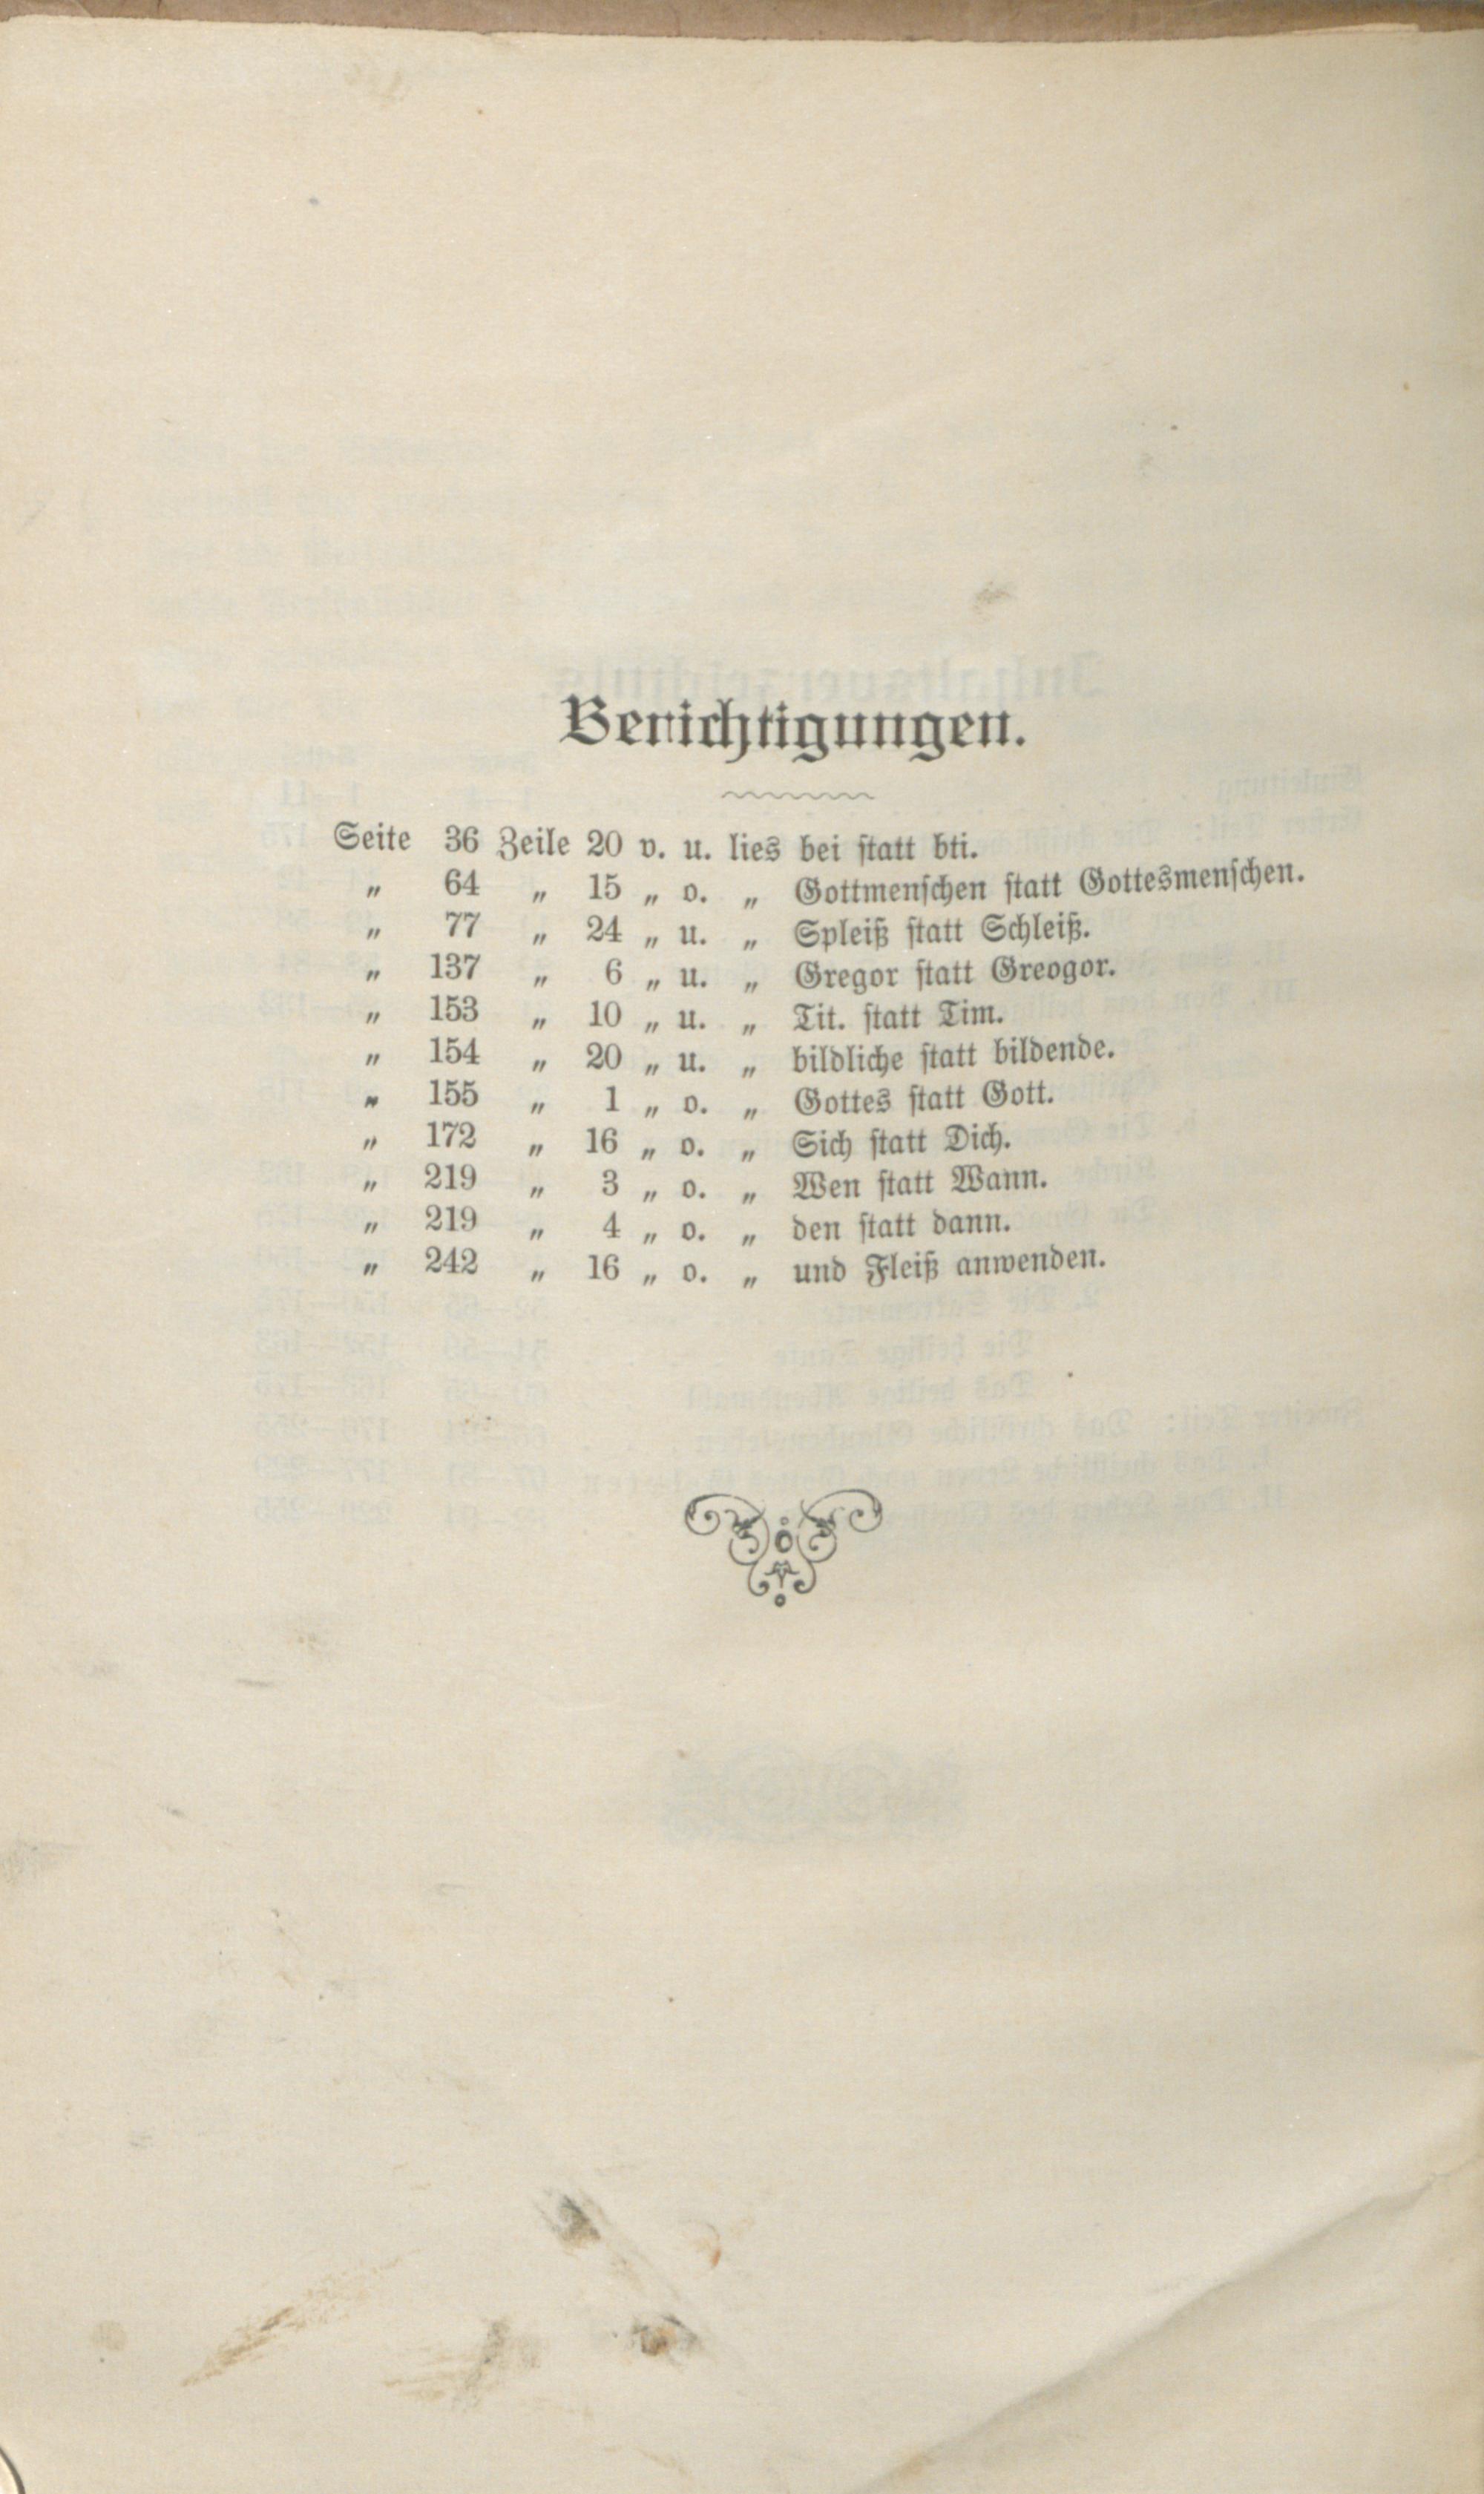 Berichtigungen.
Seite 36 Zeile 20 v. u. lies bei statt bti.
„ 64 „ 15 „ o. „ Gottmenschen statt Gottesmenschen.
„ 77 „ 24 „ u. „ Spleiß statt Schleiß.
„ 137 „ 6 „ u. „ Gregor statt Greogor.
„ 153 „ 10 „ u. „ Tit. statt Tim.
„ 154 „ 20 „ u. „ bildliche statt bildende.
„ 155 „ 1 „ o. „ Gottes statt Gott.
„ 172 „ 16 „ o. „ Sich statt Dich.
„ 219 „ 3 „ o. „ Wen statt Wann.
„ 219 „ 4 „ o. „ den statt dann.
„ 242 „ 16 „ o. „ und Fleiß anwenden.